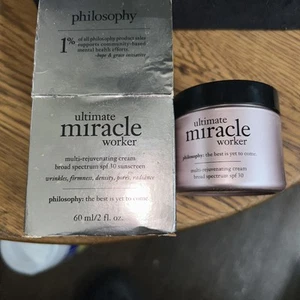 philosophy
1% of all philosophy product sales
supports community-based
mental health efforts.
-hope & grace initiative
ultimate
miracle
worker
multi-rejuvenating cream
broad spectrum spf 30 sunscreen
wrinkles, firmness, density, pores, radiance
philosophy: the best is yet to come.
60 ml/2 fl. oz.
ultimate
miracle
worker
philosophy: the best is yet to come.
multi-rejuvenating cream
broad spectrum spf 30